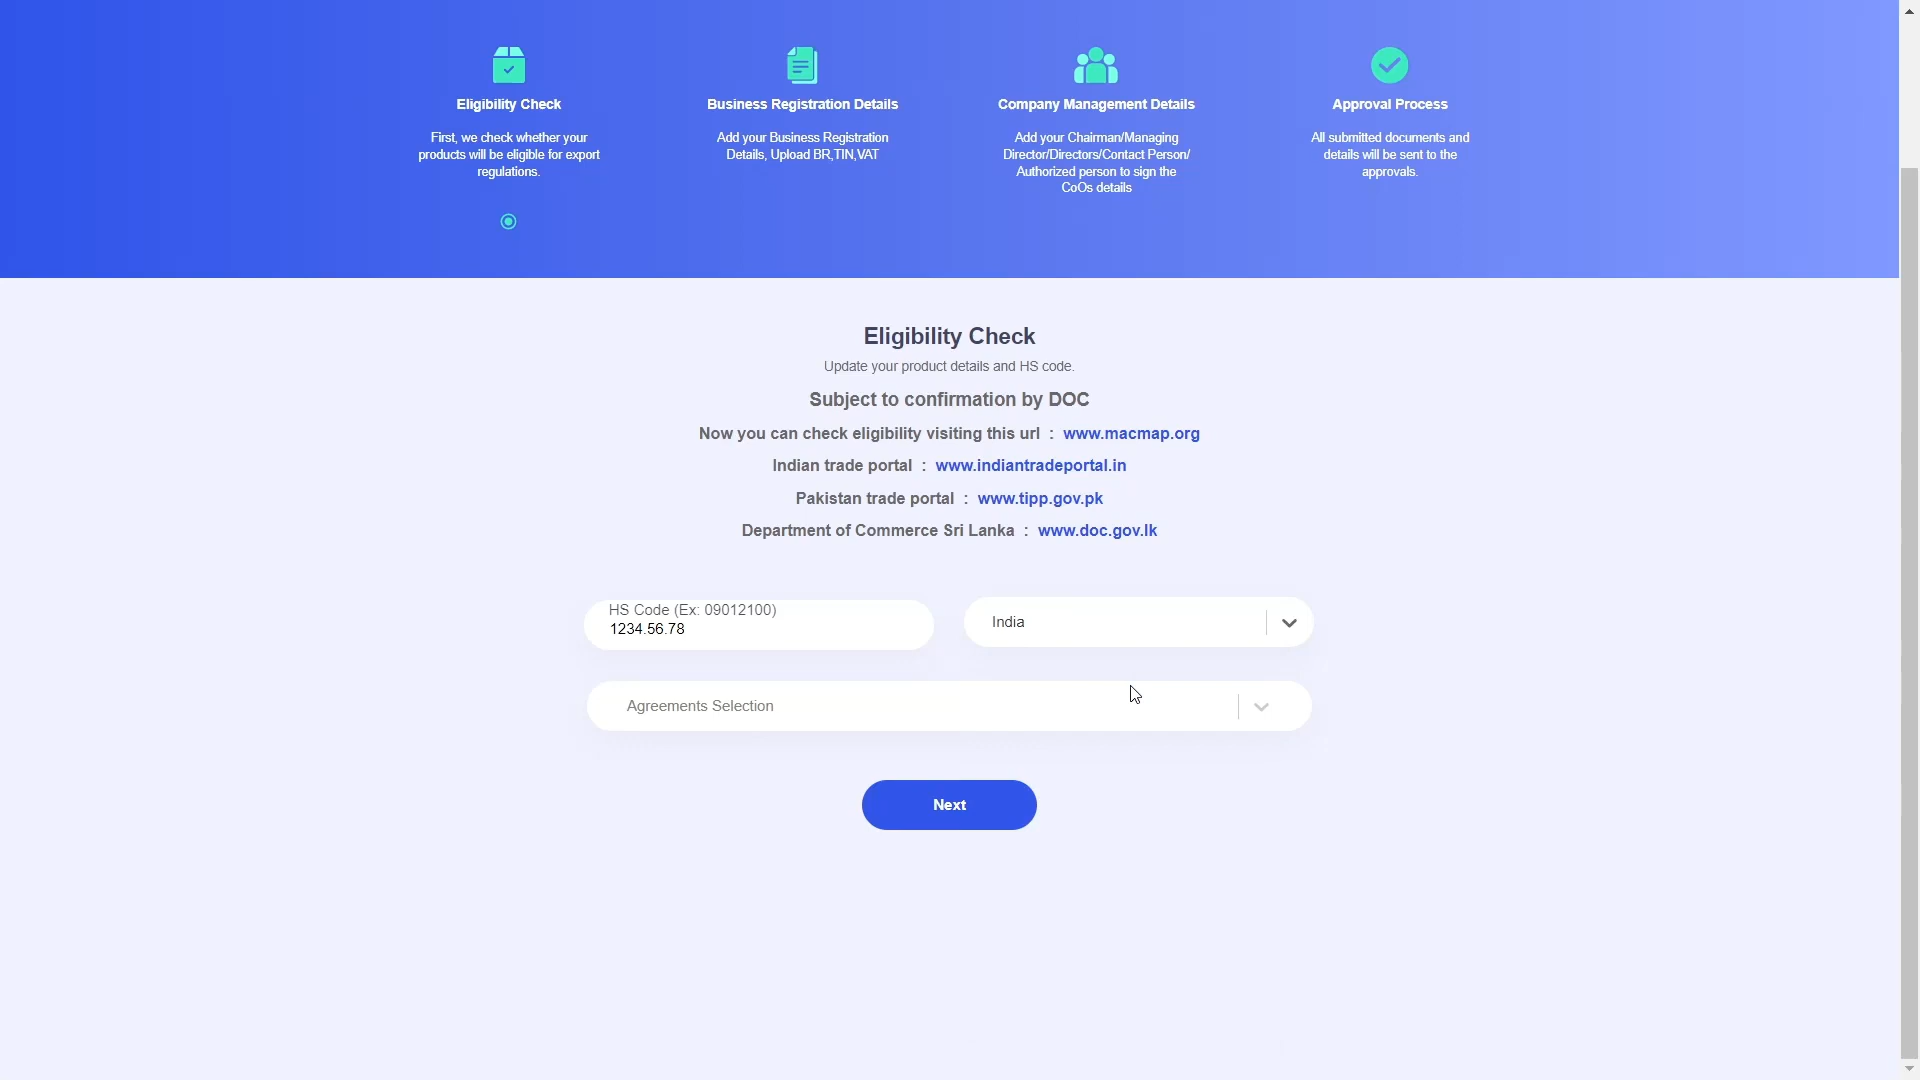 Eligibility Check
First, we check whether your
products will be eligible for export
regulations.
Business Registration Details
Add your Business Registration
Details, Upload BR,TIN,VAT
Company Management Details
Add your Chairman/Managing
Director/Directors/Contact Person/
Authorized person to sign the
CoOs details
Approval Process
All submitted documents and
details will be sent to the
approvals.
Eligibility Check
Update your product details and HS code.
Subject to confirmation by DOC
Now you can check eligibility visiting this url : www.macmap.org
Indian trade portal : www.indiantradeportal.in
Pakistan trade portal : www.tipp.gov.pk
Department of Commerce Sri Lanka : www.doc.gov.lk
HS Code (Ex: 09012100)
1234.56.78
India
Agreements Selection
Next